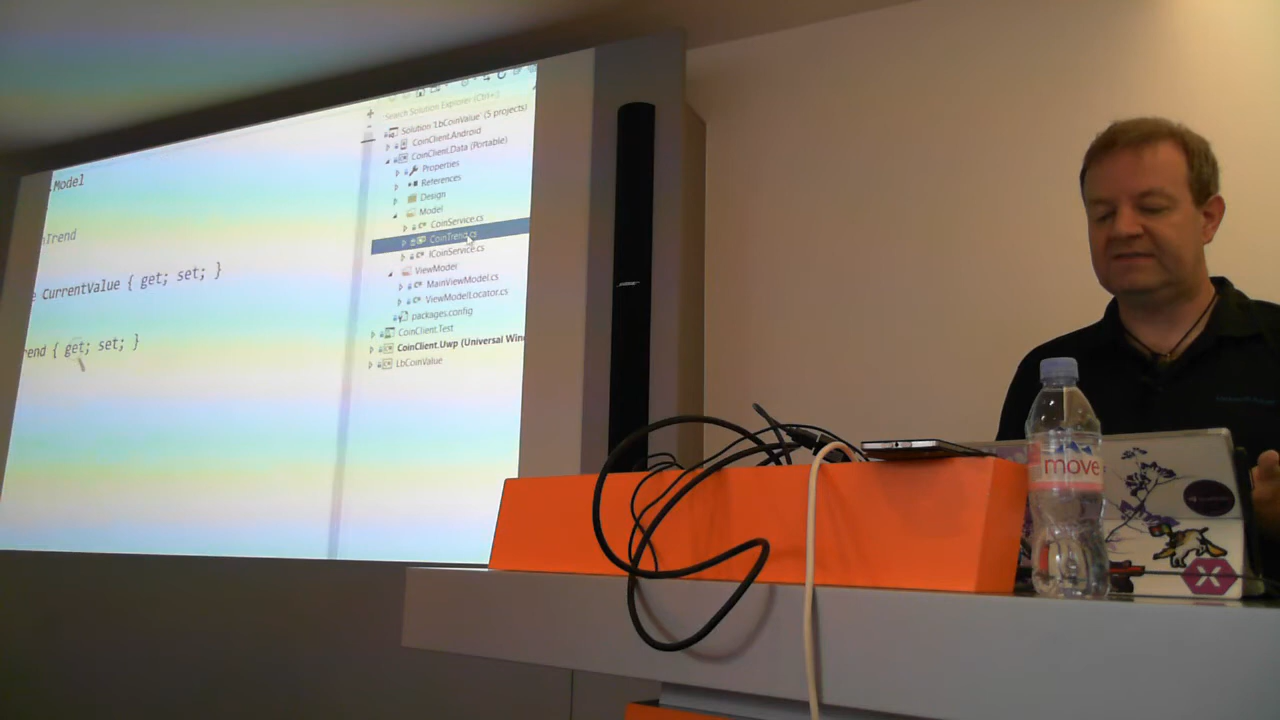 .Model
nTrend
CurrentValue { get; set; }
rend { get; set; }
Search Solution Explorer (Ctrl+)
Solution 'LbCoinValue' (5 projects)
CoinClient.Android
CoinClient.Data (Portable)
Properties
References
Design
Model
CoinService.cs
CoinTrend.cs
ICoinService.cs
ViewModel
MainViewModel.cs
ViewModelLocator.cs
packages.config
CoinClient.Test
CoinClient.Uwp (Universal Win
LbCoinValue
BOSE
move